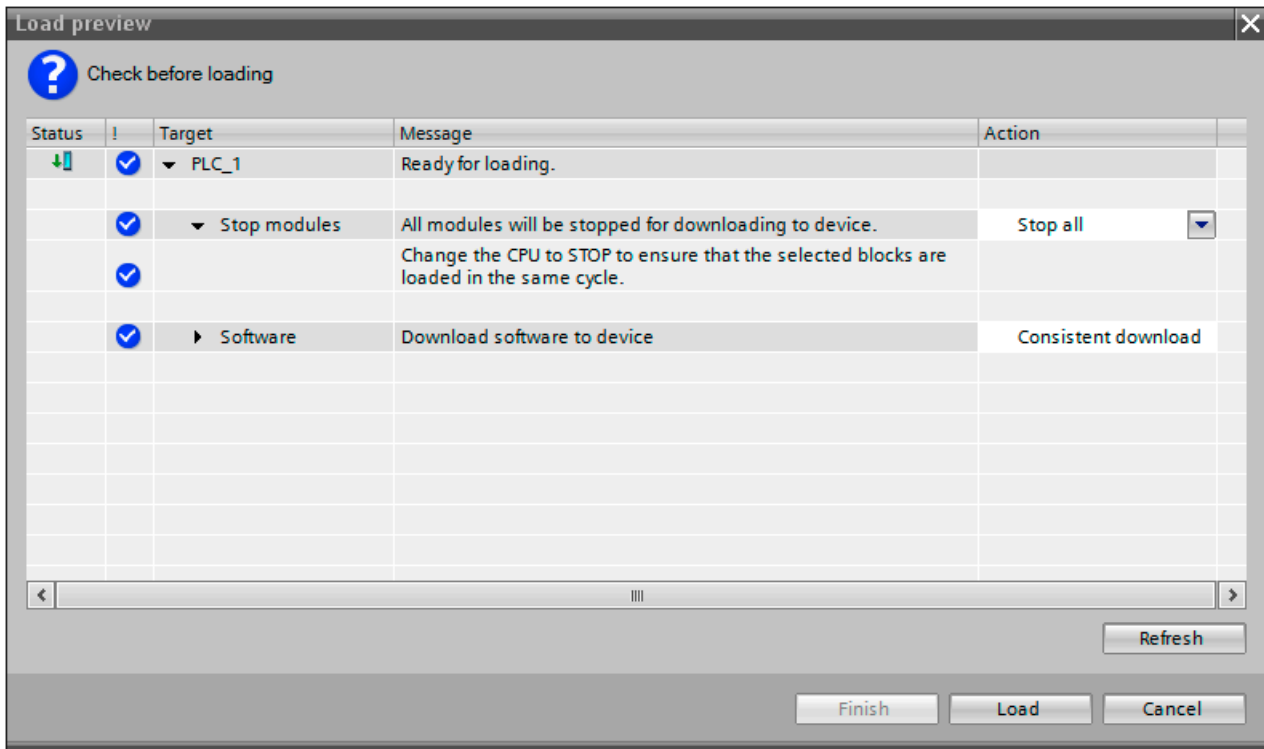 Load preview
Check before loading
Status ! Target Message Action
PLC_1 Ready for loading.
Stop modules All modules will be stopped for downloading to device. Stop all
Change the CPU to STOP to ensure that the selected blocks are
loaded in the same cycle.
Software Download software to device Consistent download
Refresh
Finish Load Cancel